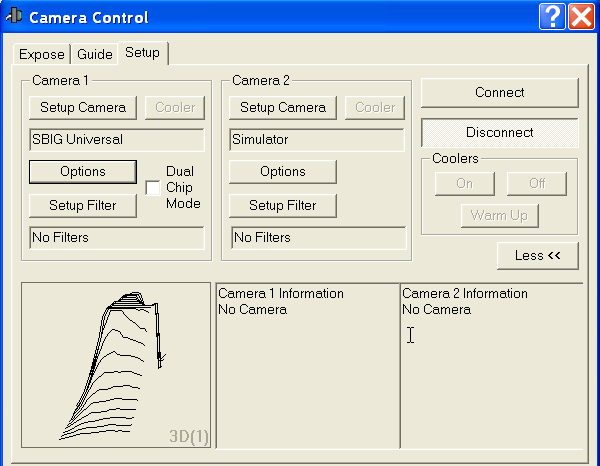 Camera Control
Expose Guide Setup
Camera 1
Setup Camera Cooler
SBIG Universal
Options
Dual
Chip
Mode
Setup Filter
No Filters
Camera 2
Setup Camera Cooler
Simulator
Options
Setup Filter
No Filters
Connect
Disconnect
Coolers
On Off
Warm Up
Less <<
3D(1)
Camera 1 Information
No Camera
Camera 2 Information
No Camera